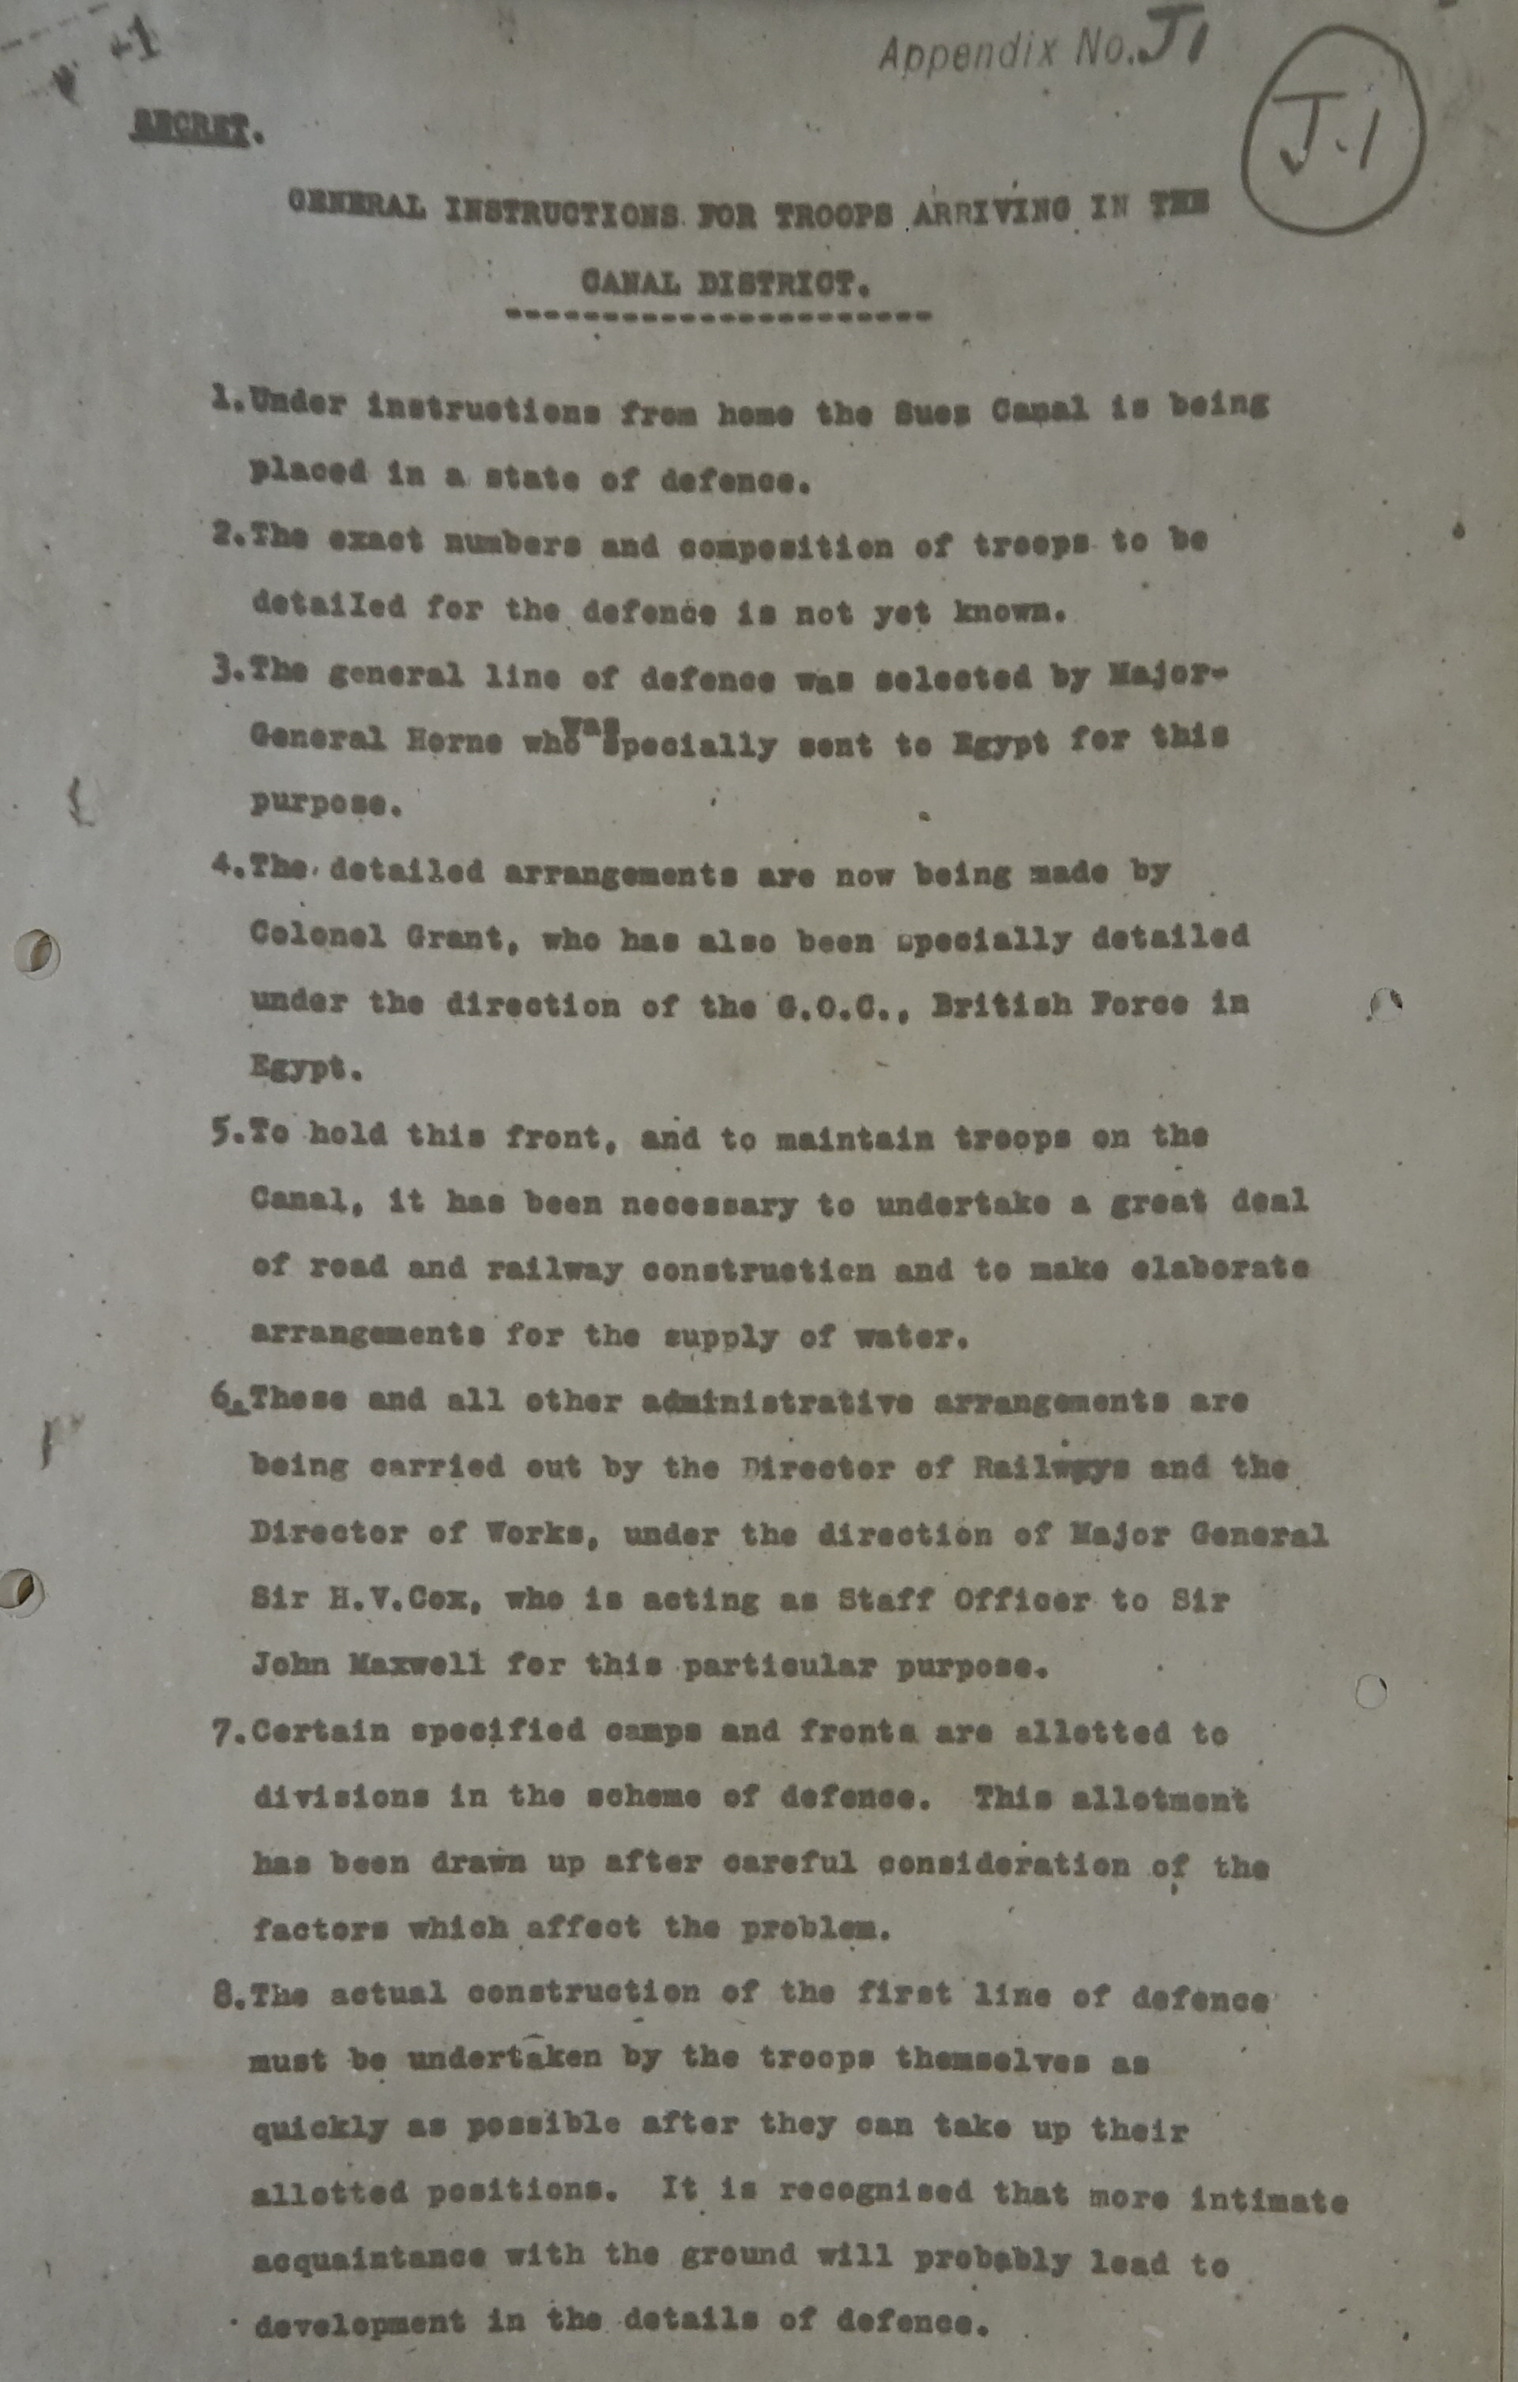 Appendix No. J1
J.1
SECRET.
GENERAL INSTRUCTIONS FOR TROOPS ARRIVING IN THE
CANAL DISTRICT.
1. Under instructions from home the Suez Canal is being
placed in a state of defence.
2. The exact numbers and composition of troops to be
detailed for the defence is not yet known.
3. The general line of defence was selected by Major-
General Horne who was specially sent to Egypt for this
purpose.
4. The detailed arrangements are now being made by
Colonel Grant, who has also been specially detailed
under the direction of the G.O.C., British Force in
Egypt.
5. To hold this front, and to maintain troops on the
Canal, it has been necessary to undertake a great deal
of road and railway construction and to make elaborate
arrangements for the supply of water.
6. These and all other administrative arrangements are
being carried out by the Director of Railways and the
Director of Works, under the direction of Major General
Sir H.V.Cox, who is acting as Staff Officer to Sir
John Maxwell for this particular purpose.
7. Certain specified camps and fronts are allotted to
divisions in the scheme of defence. This allotment
has been drawn up after careful consideration of the
factors which affect the problem.
8. The actual construction of the first line of defence
must be undertaken by the troops themselves as
quickly as possible after they can take up their
allotted positions. It is recognised that more intimate
acquaintance with the ground will probably lead to
development in the details of defence.